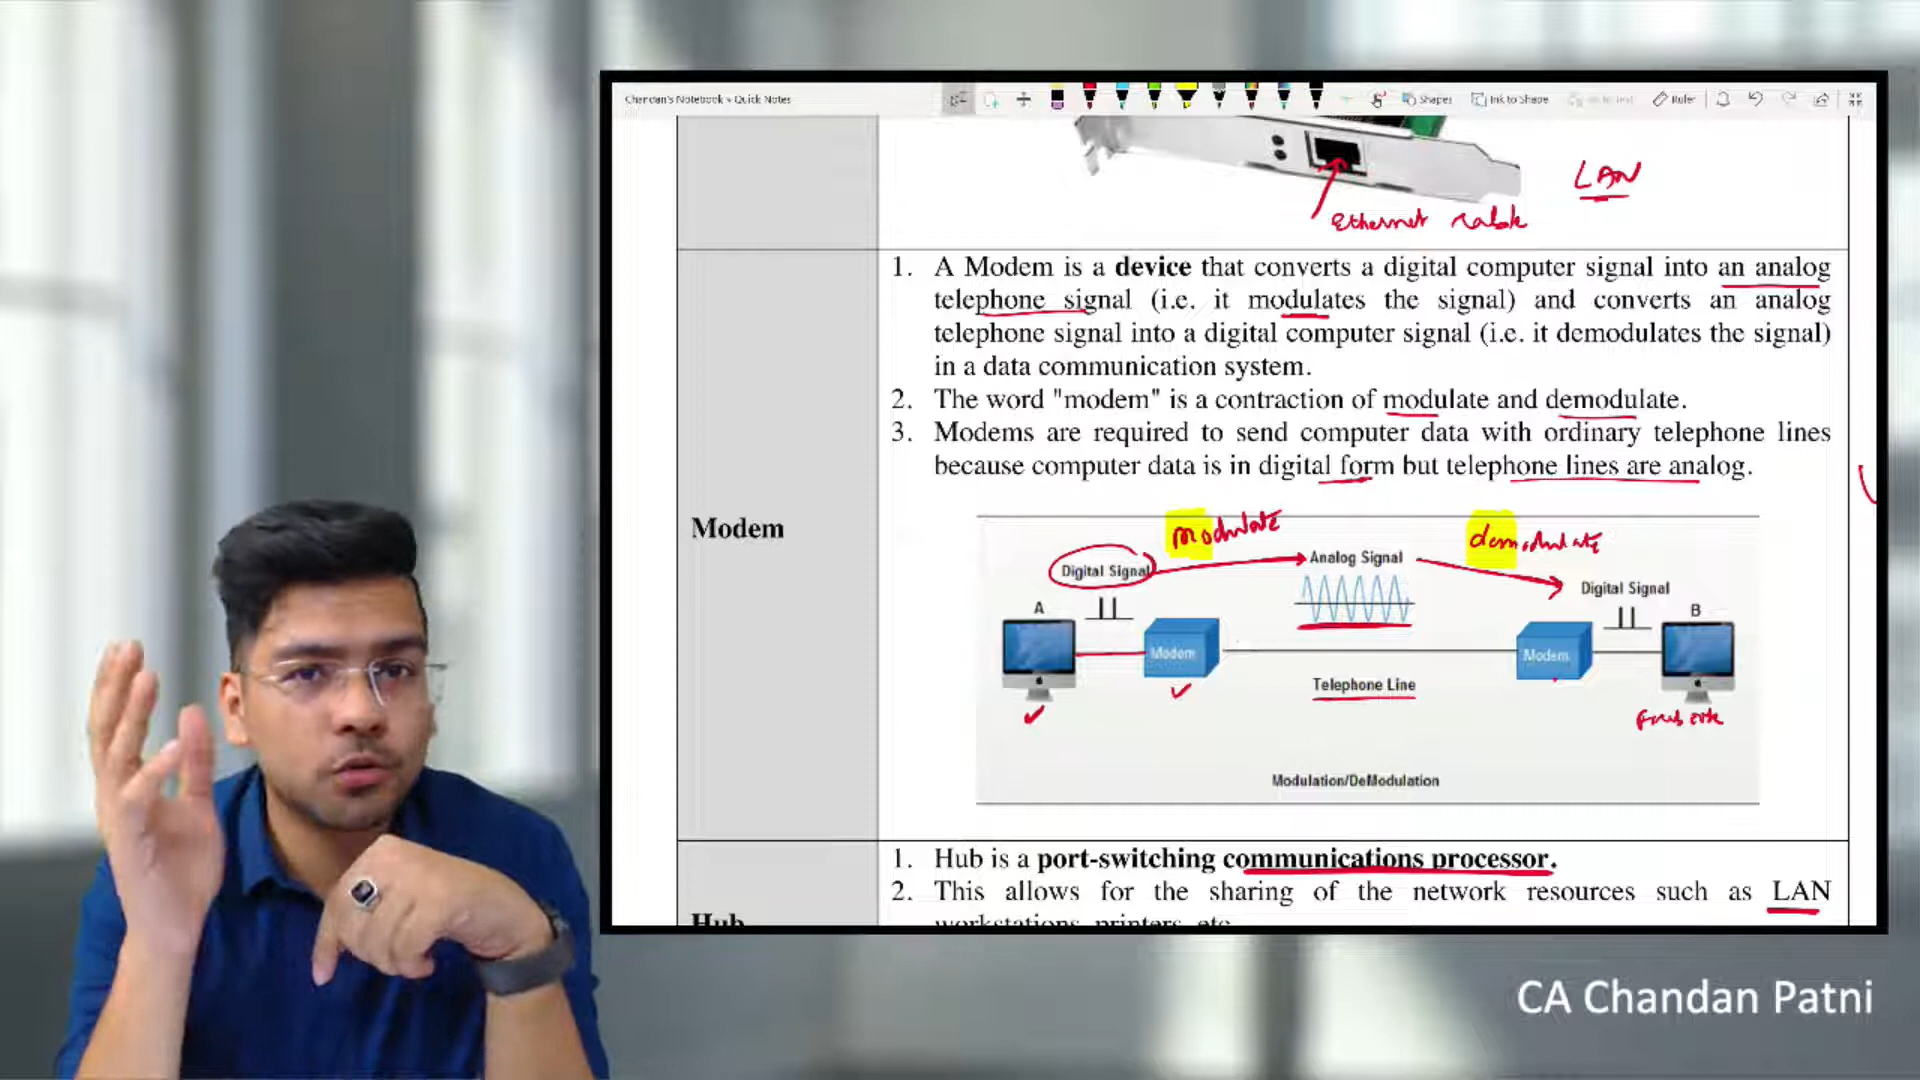 Chandan's Notebook » Quick Notes
Shapes
Ink to Shape
Ruler
LAN
Ethernet
1. A Modem is a device that converts a digital computer signal into an analog
telephone signal (i.e. it modulates the signal) and converts an analog
telephone signal into a digital computer signal (i.e. it demodulates the signal)
in a data communication system.
2. The word "modem" is a contraction of modulate and demodulate.
3. Modems are required to send computer data with ordinary telephone lines
because computer data is in digital form but telephone lines are analog.
Modem
modulate
demodulate
Digital Signal
Analog Signal
Digital Signal
A
B
Modem
Modem
Telephone Line
Modulation/DeModulation
1. Hub is a port-switching communications processor.
2. This allows for the sharing of the network resources such as LAN
Hub
workstations, printers, etc.
CA Chandan Patni